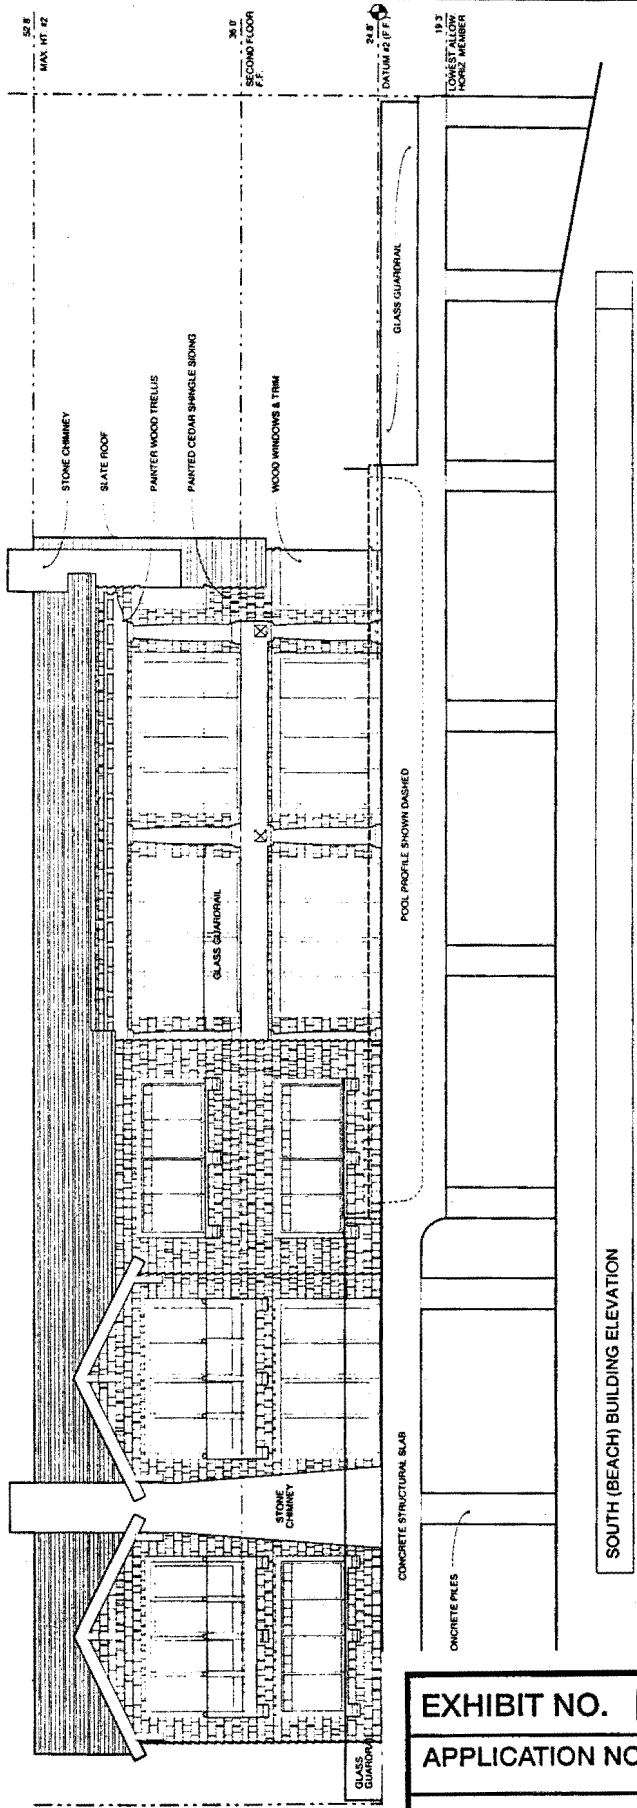 52.8'
MAX. HT. #2
36.0'
SECOND FLOOR
F.F.
24.8'
DATUM #2 (F.F.)
19.3'
LOWEST ALLOW.
HORIZ. MEMBER
STONE CHIMNEY
SLATE ROOF
PAINTER WOOD TRELLIS
PAINTED CEDAR SHINGLE SIDING
WOOD WINDOWS & TRIM
GLASS GUARDRAIL
GLASS GUARDRAIL
POOL PROFILE SHOWN DASHED
STONE
CHIMNEY
CONCRETE STRUCTURAL SLAB
ONCRETE PILES
GLASS
GUARDRAI
SOUTH (BEACH) BUILDING ELEVATION
EXHIBIT NO.
APPLICATION NO